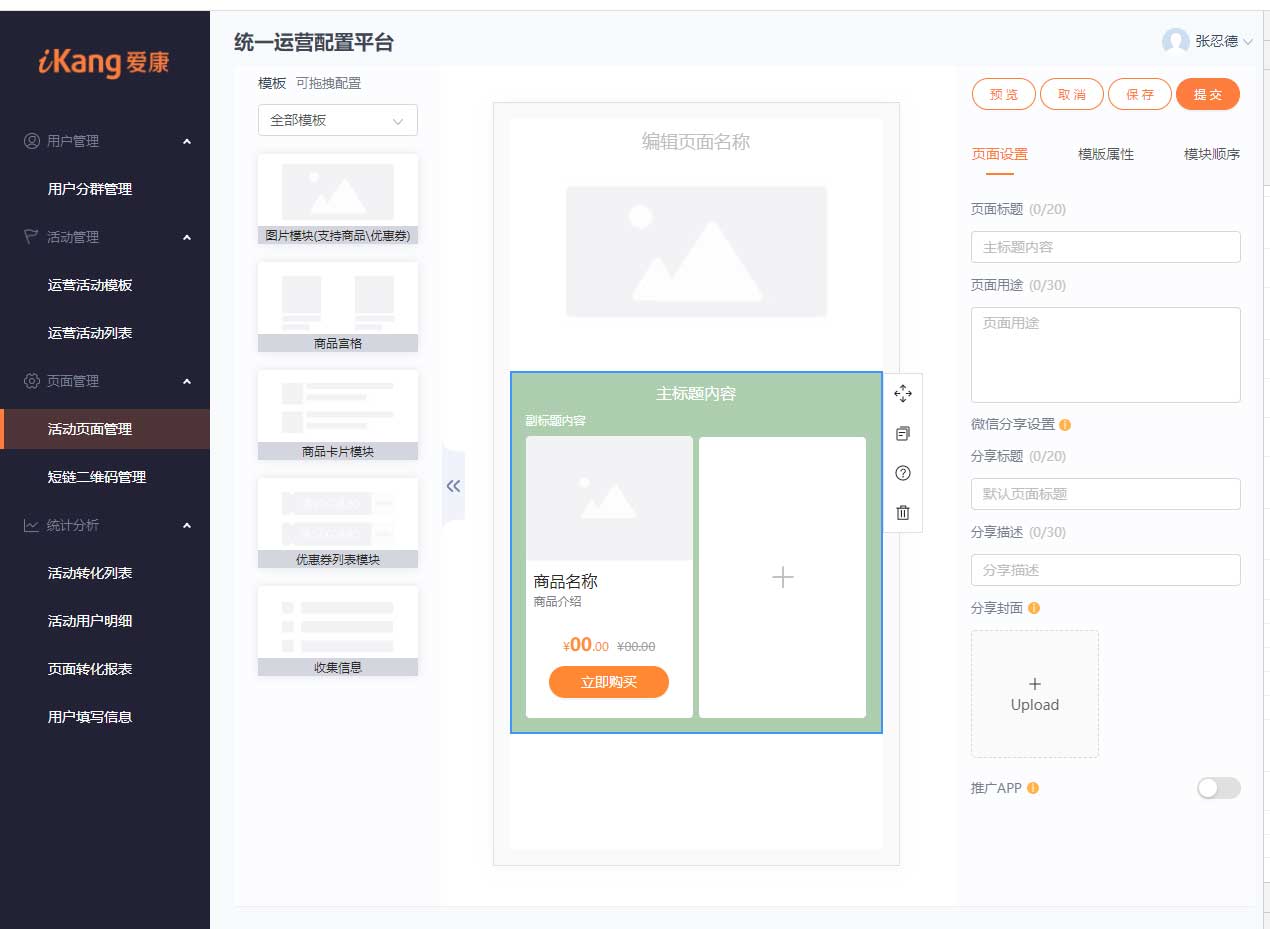 iKang 爱康
统一运营配置平台
张忍德
用户管理
用户分群管理
活动管理
运营活动模板
运营活动列表
页面管理
活动页面管理
短链二维码管理
统计分析
活动转化列表
活动用户明细
页面转化报表
用户填写信息
模板 可拖拽配置
全部模板
图片模块(支持商品\优惠券)
商品宫格
商品卡片模块
优惠券列表模块
收集信息
编辑页面名称
主标题内容
副标题内容
商品名称
商品介绍
¥00.00 ¥00.00
立即购买
预览 取消 保存 提交
页面设置 模版属性 模块顺序
页面标题 (0/20)
主标题内容
页面用途 (0/30)
页面用途
微信分享设置
分享标题 (0/20)
默认页面标题
分享描述 (0/30)
分享描述
分享封面
Upload
推广APP